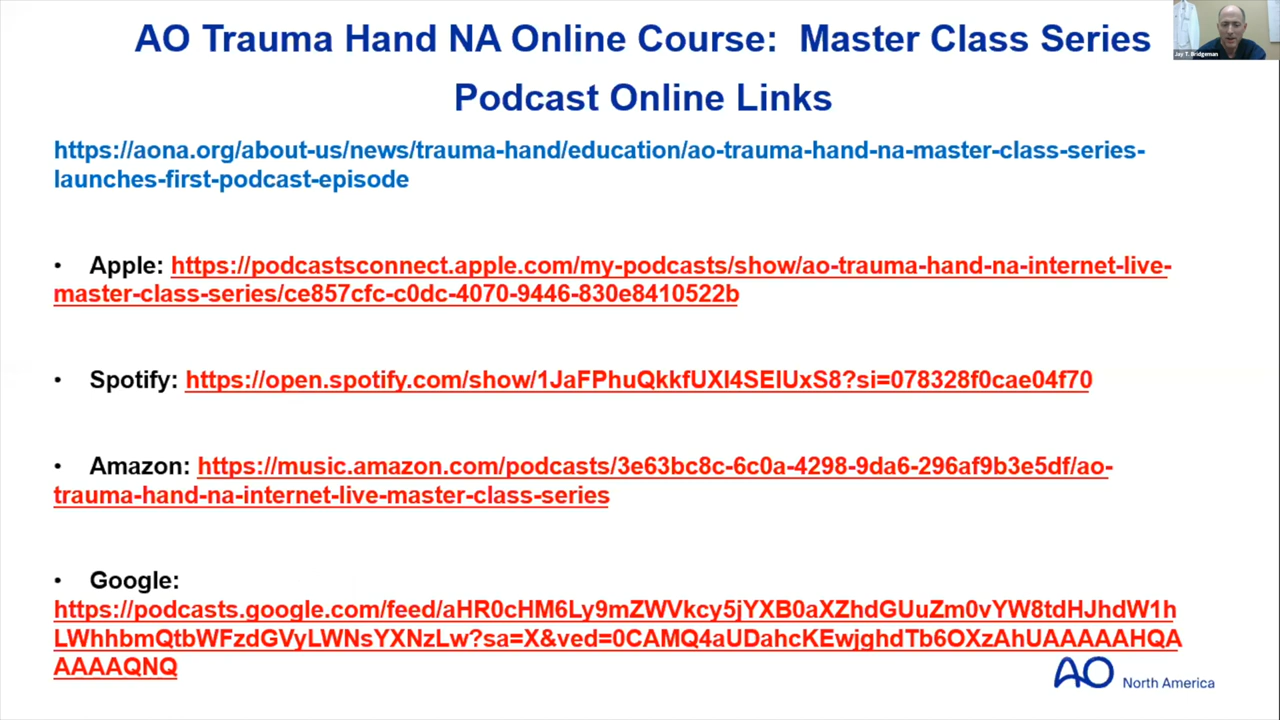 AO Trauma Hand NA Online Course: Master Class Series
Podcast Online Links
Jay T. Bridgeman
https://aona.org/about-us/news/trauma-hand/education/ao-trauma-hand-na-master-class-series-
launches-first-podcast-episode
• Apple: https://podcastsconnect.apple.com/my-podcasts/show/ao-trauma-hand-na-internet-live-
master-class-series/ce857cfc-c0dc-4070-9446-830e8410522b
• Spotify: https://open.spotify.com/show/1JaFPhuQkkfUXI4SEIUxS8?si=078328f0cae04f70
• Amazon: https://music.amazon.com/podcasts/3e63bc8c-6c0a-4298-9da6-296af9b3e5df/ao-
trauma-hand-na-internet-live-master-class-series
• Google:
https://podcasts.google.com/feed/aHR0cHM6Ly9mZWVkcy5jYXB0aXZhdGUuZm0vYW8tdHJhdW1h
LWhhbmQtbWFzdGVyLWNsYXNzLw?sa=X&ved=0CAMQ4aUDahcKEwjghdTb6OXzAhUAAAAAHQA
AAAAQNQ
AO North America